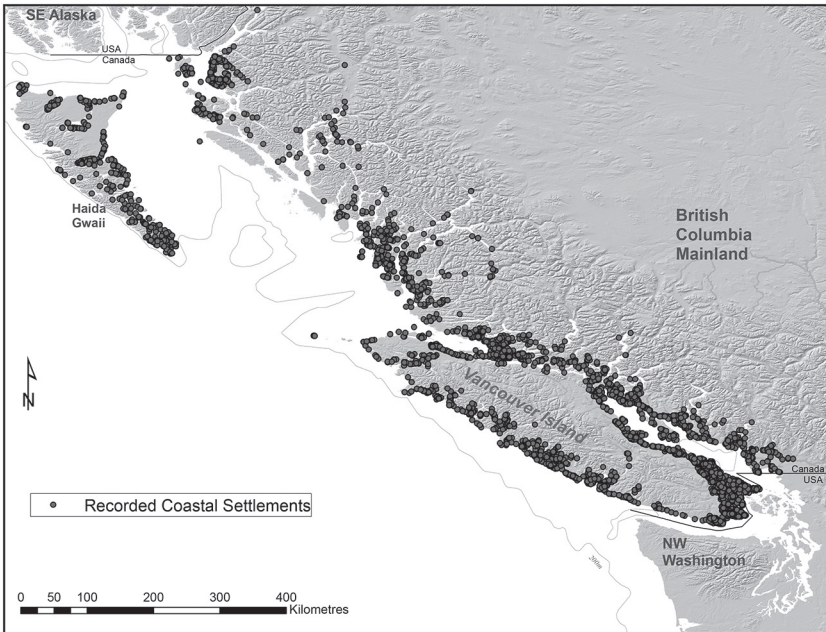 SE Alaska
USA
Canada
Haida
Gwaii
British
Columbia
Mainland
N
Vancouver Island
Recorded Coastal Settlements
Canada
USA
NW
Washington
200m
0 50 100 200 300 400
Kilometres